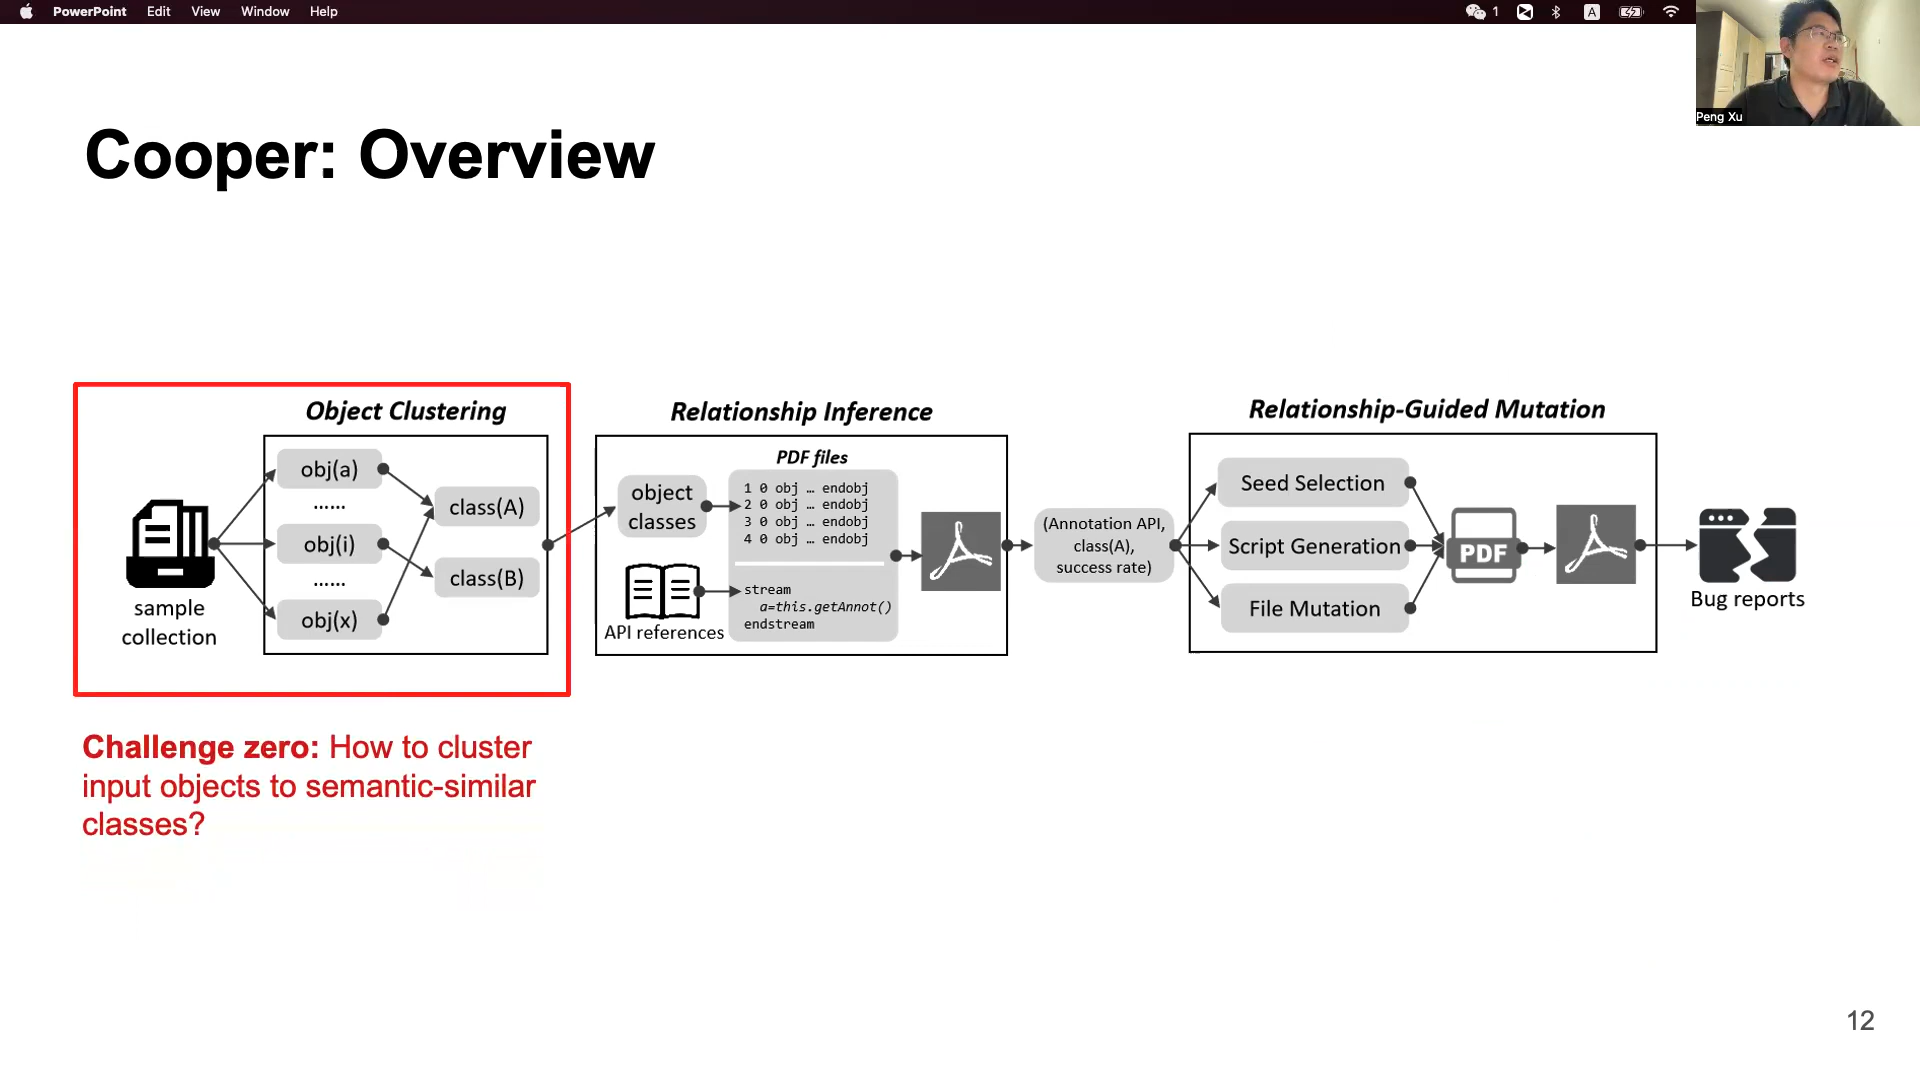 PowerPoint Edit View Window Help
1 A
Peng Xu
Cooper: Overview
Object Clustering
obj(a)
......
obj(i)
......
obj(x)
class(A)
class(B)
sample
collection
Relationship Inference
PDF files
object
classes
1 0 obj … endobj
2 0 obj … endobj
3 0 obj … endobj
4 0 obj … endobj
stream
a=this.getAnnot()
endstream
API references
(Annotation API,
class(A),
success rate)
Relationship-Guided Mutation
Seed Selection
Script Generation
File Mutation
PDF
Bug reports
Challenge zero: How to cluster
input objects to semantic-similar
classes?
12